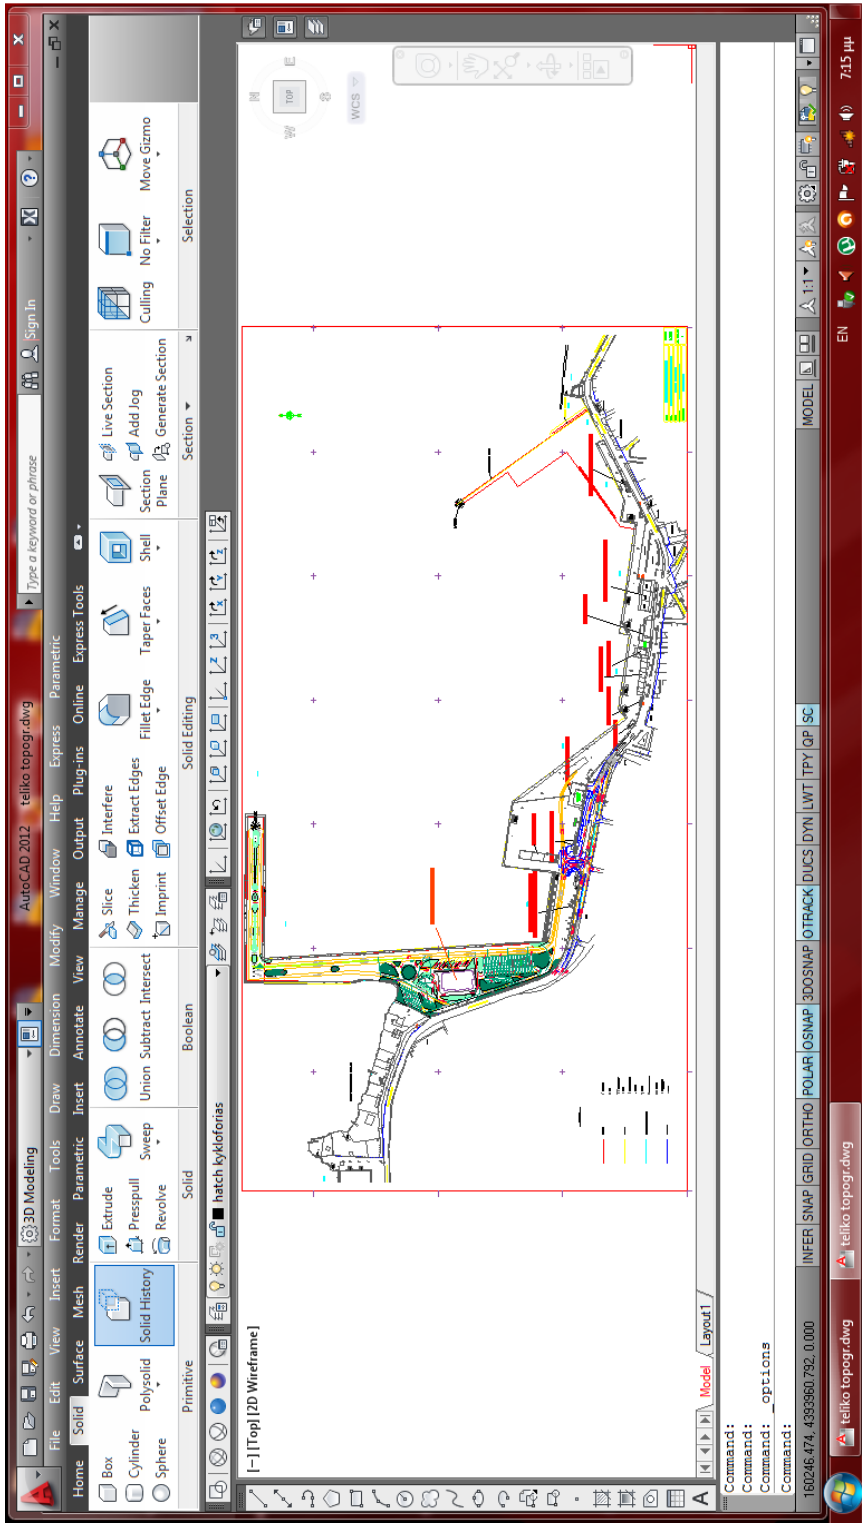 3D Modeling
AutoCAD 2012 teliko topogr.dwg
Type a keyword or phrase
Sign In
File Edit View Insert Format Tools Draw Dimension Modify Window Help Express Parametric
Home Solid Surface Mesh Render Parametric Insert Annotate View Manage Output Plug-ins Online Express Tools
Box
Cylinder
Sphere
Polysolid
Solid History
Primitive
Extrude
Presspull
Revolve
Sweep
Solid
Union Subtract Intersect
Boolean
Slice
Thicken
Imprint
Interfere
Extract Edges
Offset Edge
Fillet Edge
Taper Faces
Shell
Solid Editing
Section
Plane
Live Section
Add Jog
Generate Section
Section
Culling
No Filter
Move Gizmo
Selection
hatch kykloforias
[−] [Top] [2D Wireframe]
N
W
TOP
E
S
WCS
Model Layout1
Command:
Command:
Command: _options
Command:
160246.474, 4393960.792, 0.000
INFER SNAP GRID ORTHO POLAR OSNAP 3DOSNAP OTRACK DUCS DYN LWT TPY QP SC
MODEL
1:1
teliko topogr.dwg
teliko topogr.dwg
EN
7:15 μμ